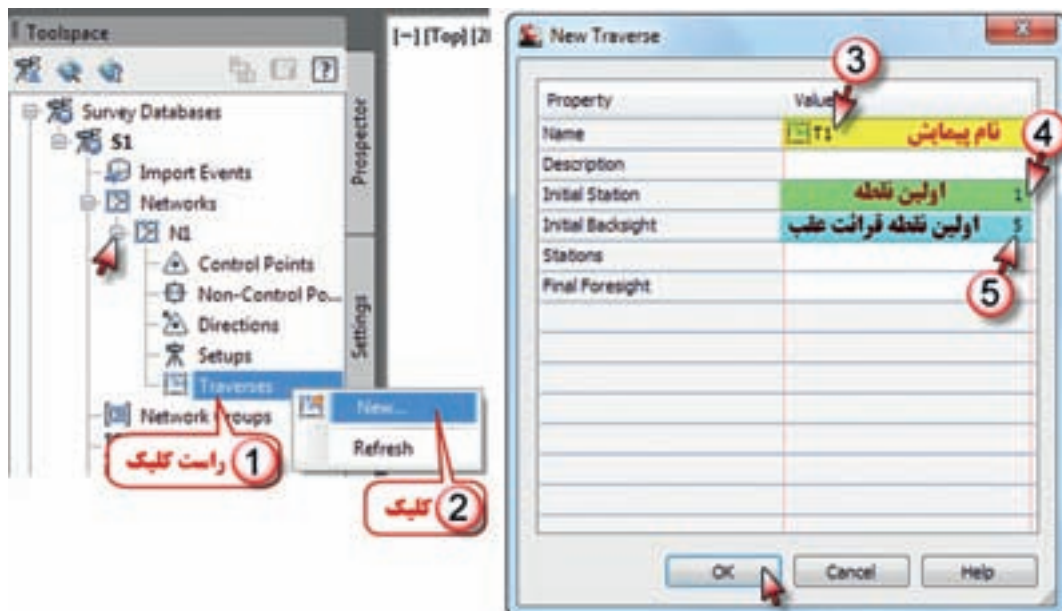 Toolspace
Prospector
Settings
Survey Databases
S1
Import Events
Networks
N1
Control Points
Non-Control Po...
Directions
Setups
Traverses
Network Groups
New...
Refresh
1 راست کلیک
2 کلیک
[−] [Top]
New Traverse
3
Property Value
Name T1 نام پیمایش
4
Description
Initial Station اولین نقطه 1
Initial Backsight اولین نقطه قرائت عقب 5
Stations
5
Final Foresight
OK Cancel Help